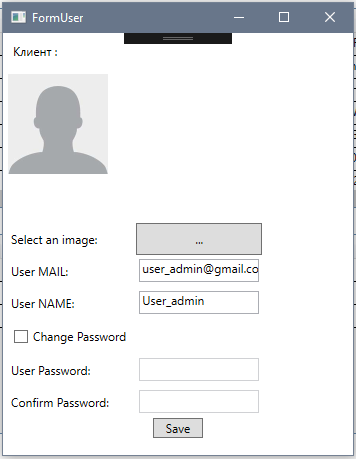 FormUser
Клиент :
Select an image:
...
User MAIL:
user_admin@gmail.co
User NAME:
User_admin
Change Password
User Password:
Confirm Password:
Save